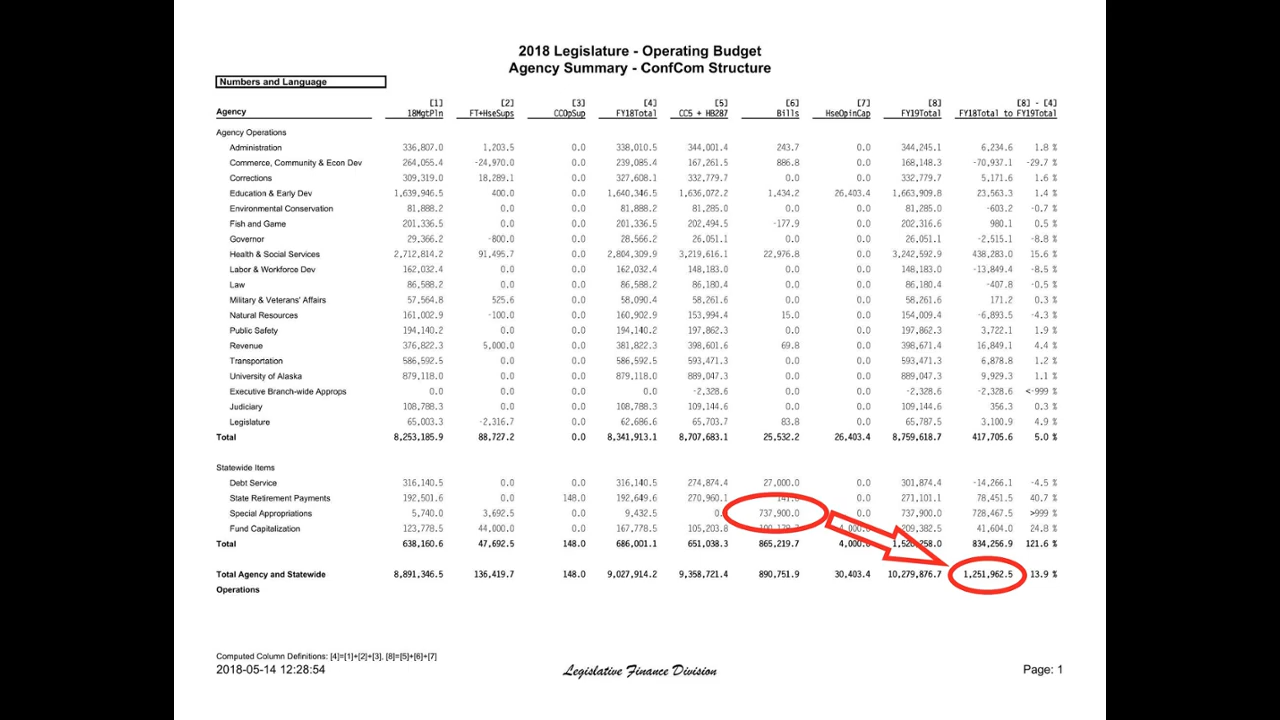 2018 Legislature - Operating Budget
Agency Summary - ConfCom Structure
Numbers and Language
[1] [2] [3] [4] [5] [6] [7] [8] [8] - [4]
Agency 18MgtPln FT+HseSups CCOpSup FY18Total CC5 + HB287 Bills HseOpinCap FY19Total FY18Total to FY19Total
Agency Operations
Administration 336,807.0 1,203.5 0.0 338,010.5 344,001.4 243.7 0.0 344,245.1 6,234.6 1.8 %
Commerce, Community & Econ Dev 264,055.4 -24,970.0 0.0 239,085.4 167,261.5 886.8 0.0 168,148.3 -70,937.1 -29.7 %
Corrections 309,319.0 18,289.1 0.0 327,608.1 332,779.7 0.0 0.0 332,779.7 5,171.6 1.6 %
Education & Early Dev 1,639,946.5 400.0 0.0 1,640,346.5 1,636,072.2 1,434.2 26,403.4 1,663,909.8 23,563.3 1.4 %
Environmental Conservation 81,888.2 0.0 0.0 81,888.2 81,285.0 0.0 0.0 81,285.0 -603.2 -0.7 %
Fish and Game 201,336.5 0.0 0.0 201,336.5 202,494.5 -177.9 0.0 202,316.6 980.1 0.5 %
Governor 29,366.2 -800.0 0.0 28,566.2 26,051.1 0.0 0.0 26,051.1 -2,515.1 -8.8 %
Health & Social Services 2,712,814.2 91,495.7 0.0 2,804,309.9 3,219,616.1 22,976.8 0.0 3,242,592.9 438,283.0 15.6 %
Labor & Workforce Dev 162,032.4 0.0 0.0 162,032.4 148,183.0 0.0 0.0 148,183.0 -13,849.4 -8.5 %
Law 86,588.2 0.0 0.0 86,588.2 86,180.4 0.0 0.0 86,180.4 -407.8 -0.5 %
Military & Veterans' Affairs 57,564.8 525.6 0.0 58,090.4 58,261.6 0.0 0.0 58,261.6 171.2 0.3 %
Natural Resources 161,002.9 -100.0 0.0 160,902.9 153,994.4 15.0 0.0 154,009.4 -6,893.5 -4.3 %
Public Safety 194,140.2 0.0 0.0 194,140.2 197,862.3 0.0 0.0 197,862.3 3,722.1 1.9 %
Revenue 376,822.3 5,000.0 0.0 381,822.3 398,601.6 69.8 0.0 398,671.4 16,849.1 4.4 %
Transportation 586,592.5 0.0 0.0 586,592.5 593,471.3 0.0 0.0 593,471.3 6,878.8 1.2 %
University of Alaska 879,118.0 0.0 0.0 879,118.0 889,047.3 0.0 0.0 889,047.3 9,929.3 1.1 %
Executive Branch-wide Approps 0.0 0.0 0.0 0.0 -2,328.6 0.0 0.0 -2,328.6 -2,328.6 <-999 %
Judiciary 108,788.3 0.0 0.0 108,788.3 109,144.6 0.0 0.0 109,144.6 356.3 0.3 %
Legislature 65,003.3 -2,316.7 0.0 62,686.6 65,703.7 83.8 0.0 65,787.5 3,100.9 4.9 %
Total 8,253,185.9 88,727.2 0.0 8,341,913.1 8,707,683.1 25,532.2 26,403.4 8,759,618.7 417,705.6 5.0 %
Statewide Items
Debt Service 316,140.5 0.0 0.0 316,140.5 274,874.4 27,000.0 0.0 301,874.4 -14,266.1 -4.5 %
State Retirement Payments 192,501.6 0.0 148.0 192,649.6 270,960.1 0.0 271,101.1 78,451.5 40.7 %
Special Appropriations 5,740.0 3,692.5 0.0 9,432.5 737,900.0 0.0 737,900.0 728,467.5 >999 %
Fund Capitalization 123,778.5 44,000.0 0.0 167,778.5 105,203.8 209,382.5 41,604.0 24.8 %
Total 638,160.6 47,692.5 148.0 686,001.1 651,038.3 865,219.7 834,256.9 121.6 %
Total Agency and Statewide 8,891,346.5 136,419.7 148.0 9,027,914.2 9,358,721.4 890,751.9 30,403.4 10,279,876.7 1,251,962.5 13.9 %
Operations
Computed Column Definitions: [4]=[1]+[2]+[3], [8]=[5]+[6]+[7]
2018-05-14 12:28:54 Legislative Finance Division Page: 1